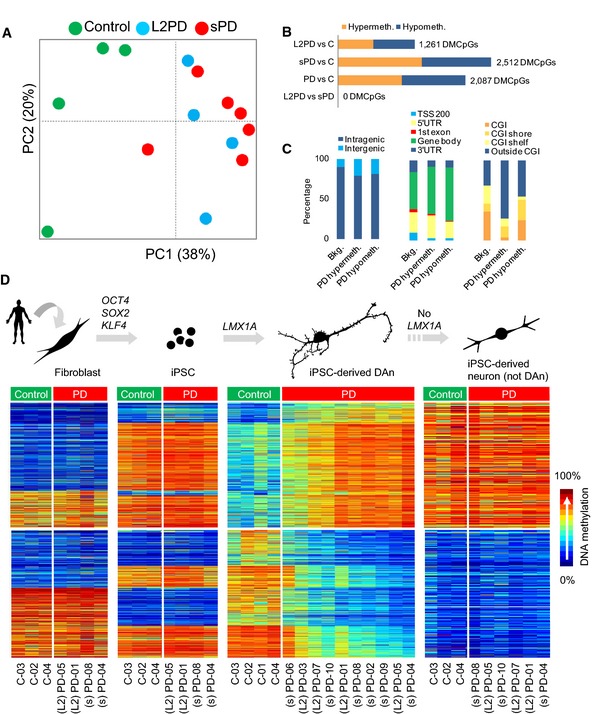 A
Control L2PD sPD
PC2 (20%)
PC1 (38%)
B
Hypermeth. Hypometh.
L2PD vs C 1,261 DMCpGs
sPD vs C 2,512 DMCpGs
PD vs C 2,087 DMCpGs
L2PD vs sPD 0 DMCpGs
C
Intragenic
Intergenic
TSS200
5'UTR
1st exon
Gene body
3'UTR
CGI
CGI shore
CGI shelf
Outside CGI
Percentage
100
50
0
Bkg.
PD hypermeth.
PD hypometh.
Bkg.
PD hypermeth.
PD hypometh.
Bkg.
PD hypermeth.
PD hypometh.
D
OCT4
SOX2
KLF4
LMX1A
No
LMX1A
Fibroblast
iPSC
iPSC-derived DAn
iPSC-derived
neuron (not DAn)
Control PD
Control PD
Control PD
Control PD
100%
DNA methylation
0%
C-03
C-02
C-04
(L2) PD-05
(L2) PD-01
(s) PD-08
(s) PD-04
C-03
C-02
C-04
(L2) PD-05
(L2) PD-01
(s) PD-08
(s) PD-04
C-03
C-02
C-01
C-04
(s) PD-06
(L2) PD-03
(s) PD-07
(s) PD-10
(L2) PD-01
(s) PD-08
(L2) PD-02
(s) PD-09
(L2) PD-05
(s) PD-04
C-03
C-02
C-04
(s) PD-08
(L2) PD-05
(s) PD-10
(s) PD-07
(L2) PD-01
(L2) PD-02
(s) PD-04